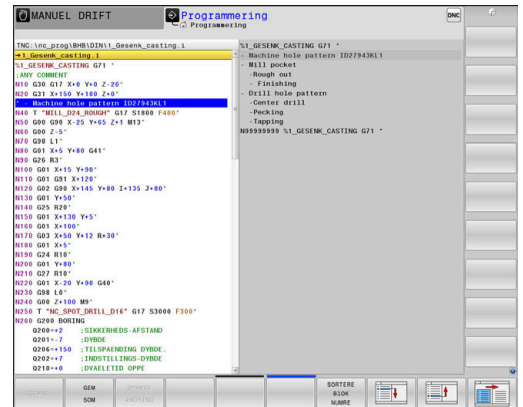 MANUEL DRIFT
Programmering
Programmering
DNC
TNC:\nc_prog\BHB\DIN\1_Gesenk_casting.i
→1_Gesenk_casting.i
%1_GESENK_CASTING G71 *
;ANY COMMENT
N10 G30 G17 X+0 Y+0 Z-20*
N20 G31 X+150 Y+100 Z+0*
* - Machine hole pattern ID27943KL1
N40 T "MILL_D24_ROUGH" G17 S1800 F400*
N50 G00 G90 X-25 Y+65 Z+1 M13*
N60 G00 Z-5*
N70 G98 L1*
N80 G01 X+5 Y+80 G41*
N90 G26 R3*
N100 G01 X+15 Y+90*
N110 G01 G91 X+120*
N120 G02 G90 X+145 Y+80 I+135 J+80*
N130 G01 Y+50*
N140 G25 R20*
N150 G01 X+130 Y+5*
N160 G01 X+100*
N170 G03 X+50 Y+12 R+30*
N180 G01 X+5*
N190 G24 R10*
N200 G01 Y+80*
N210 G27 R10*
N220 G01 X-20 Y+90 G40*
N230 G98 L0*
N240 G00 Z+100 M9*
N250 T "NC_SPOT_DRILL_D16" G17 S3000 F300*
N260 G200 BORING
Q200=+2 ;SIKKERHEDS-AFSTAND
Q201=-7 ;DYBDE
Q206=+150 ;TILSPAENDING DYBDE.
Q202=+7 ;INDSTILLINGS-DYBDE
Q210=+0 ;DVAELETID OPPE
%1_GESENK_CASTING G71 *
- Machine hole pattern ID27943KL1
- Mill pocket
-Rough out
- Finishing
- Drill hole pattern
-Center drill
-Pecking
-Tapping
N99999999 %1_GESENK_CASTING G71 *
GEM
SOM
SORTERE
BLOK
NUMRE